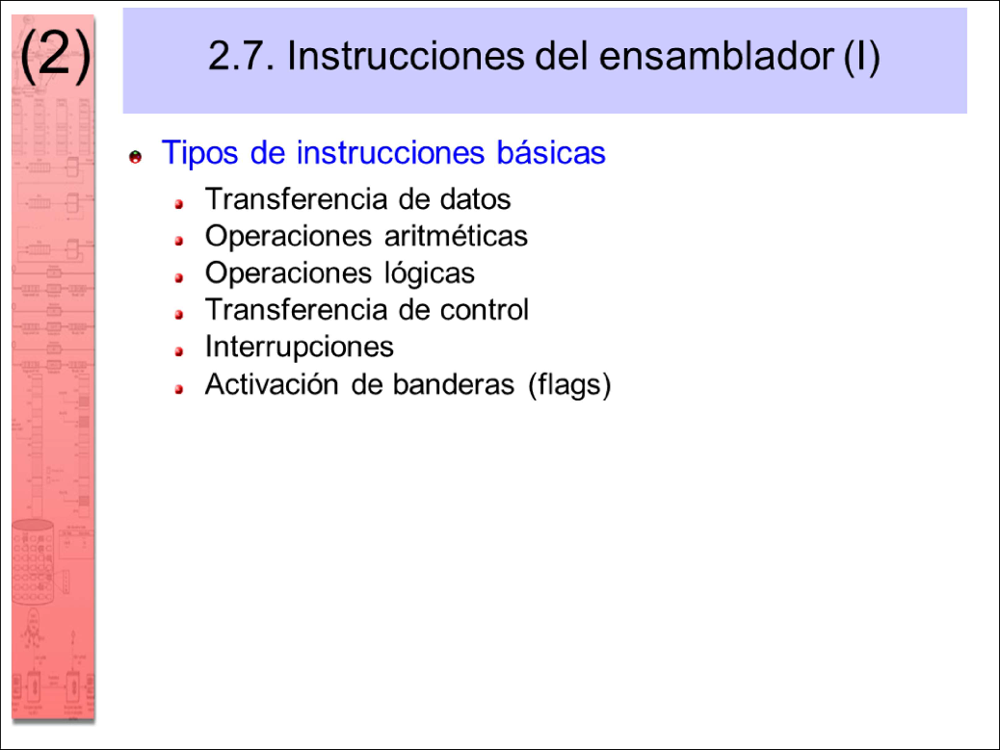 (2)
2.7. Instrucciones del ensamblador (I)
Tipos de instrucciones básicas
Transferencia de datos
Operaciones aritméticas
Operaciones lógicas
Transferencia de control
Interrupciones
Activación de banderas (flags)